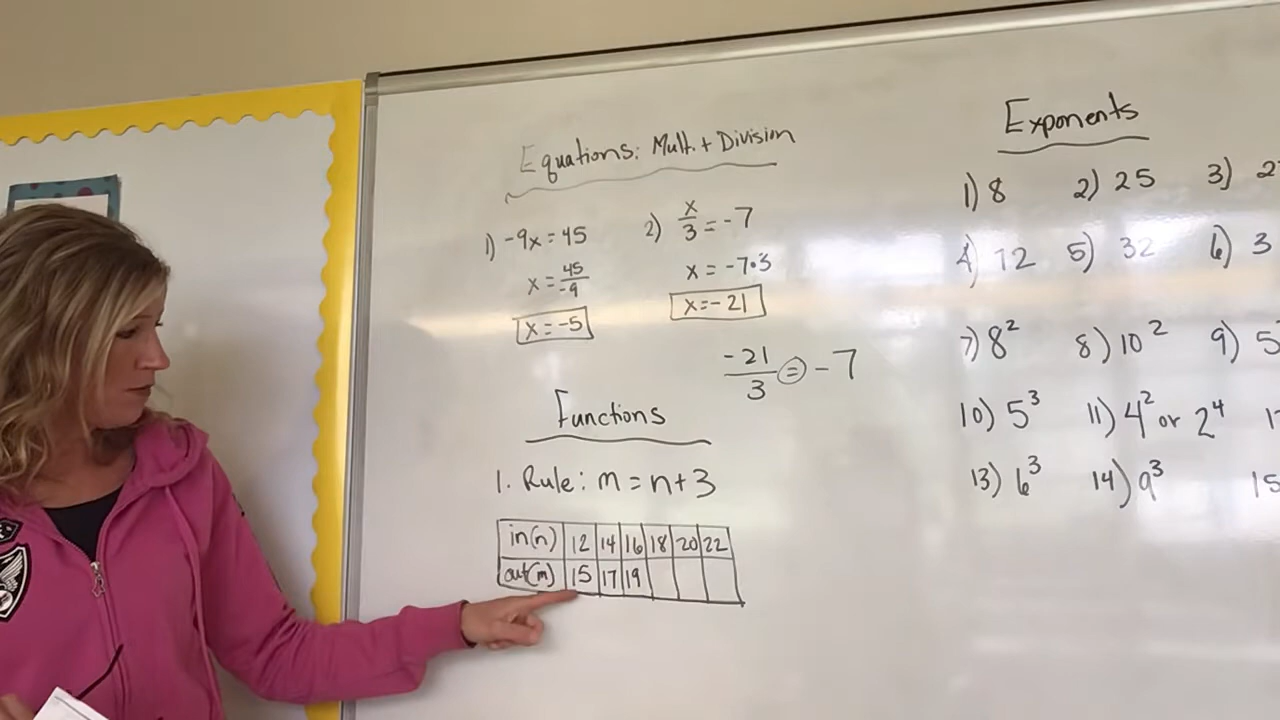 Equations: Mult. + Division
1) -9x = 45
x = 45/-9
x = -5
2) x/3 = -7
x = -7•3
x = -21
-21/3 = -7
Functions
1. Rule: m = n + 3
in(n) 12 14 16 18 20 22
out(m) 15 17 19
Exponents
1) 8 2) 25 3) 2
4) 12 5) 32 6) 3
7) 8² 8) 10² 9) 5
10) 5³ 11) 4² or 2⁴ 1
13) 6³ 14) 9³ 15